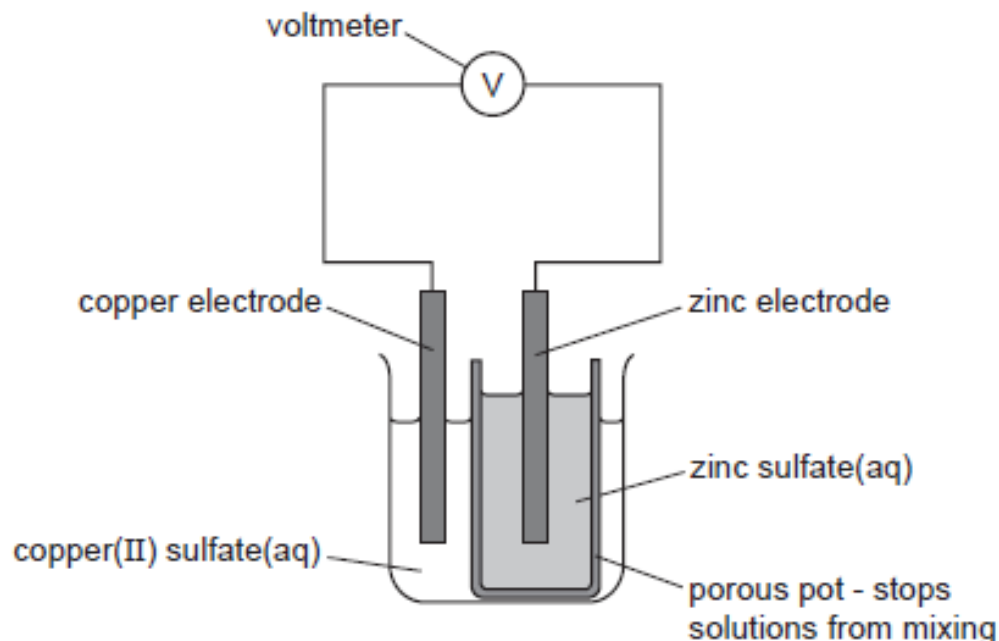 voltmeter
V
copper electrode
zinc electrode
zinc sulfate(aq)
copper(II) sulfate(aq)
porous pot - stops
solutions from mixing